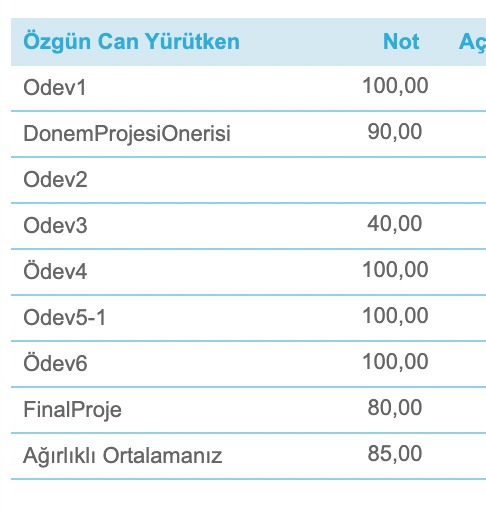 Özgün Can Yürütken Not Aç
Odev1 100,00
DonemProjesiOnerisi 90,00
Odev2
Odev3 40,00
Ödev4 100,00
Odev5-1 100,00
Ödev6 100,00
FinalProje 80,00
Ağırlıklı Ortalamanız 85,00